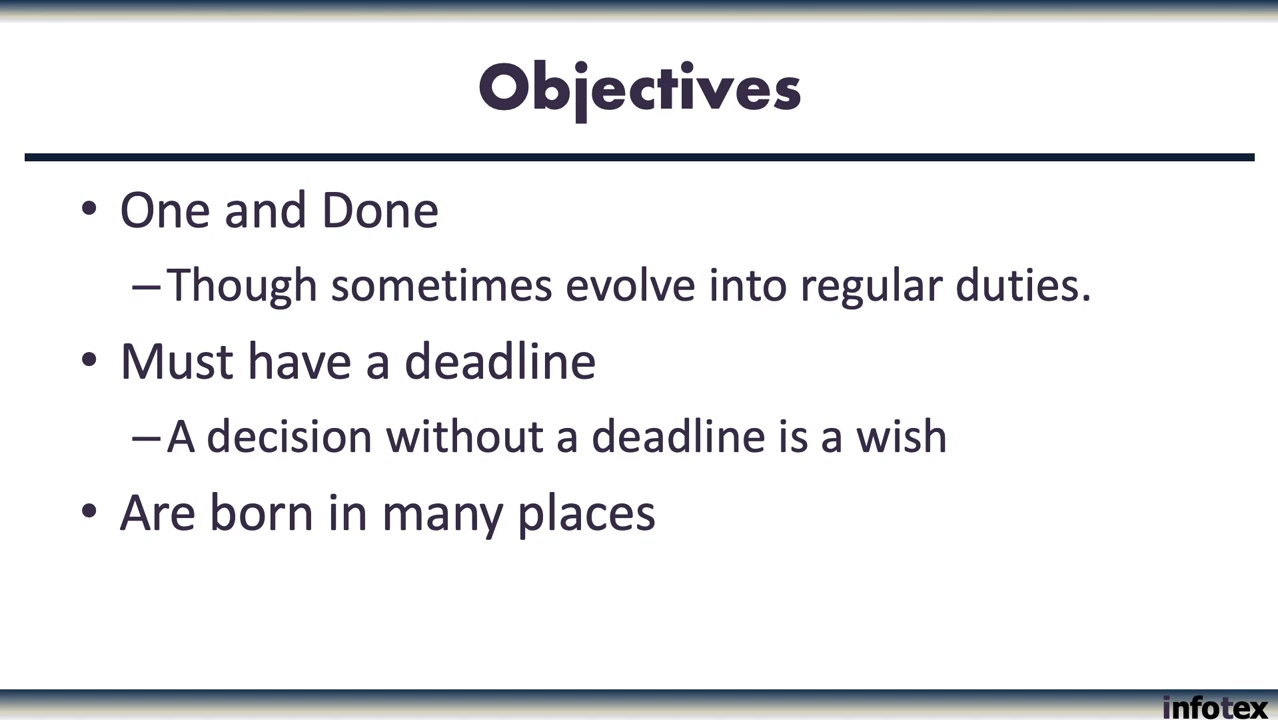 Objectives
• One and Done
–Though sometimes evolve into regular duties.
• Must have a deadline
–A decision without a deadline is a wish
• Are born in many places
infotex